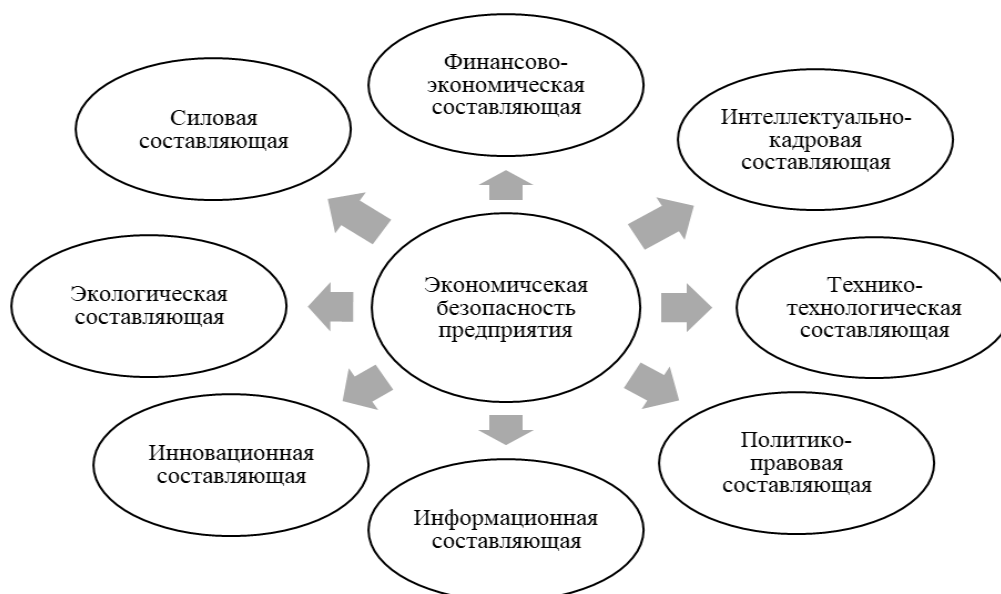 Финансово-
экономическая
составляющая
Силовая
составляющая
Интеллектуально-
кадровая
составляющая
Экологическая
составляющая
Экономичсекая
безопасность
предприятия
Технико-
технологическая
составляющая
Инновационная
составляющая
Политико-
правовая
составляющая
Информационная
составляющая